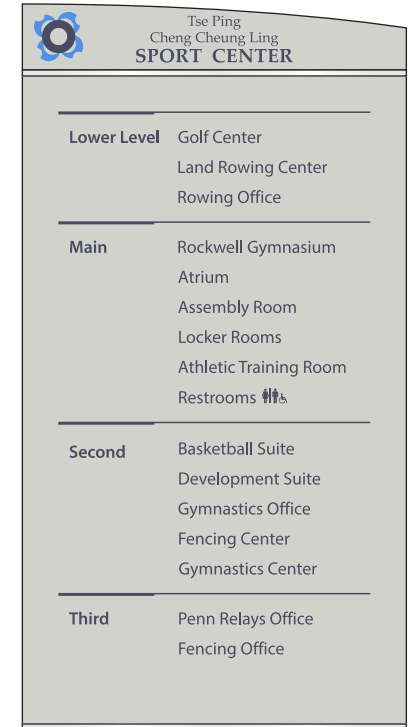 Tse Ping
Cheng Cheung Ling
SPORT CENTER
Lower Level Golf Center
Land Rowing Center
Rowing Office
Main Rockwell Gymnasium
Atrium
Assembly Room
Locker Rooms
Athletic Training Room
Restrooms
Second Basketball Suite
Development Suite
Gymnastics Office
Fencing Center
Gymnastics Center
Third Penn Relays Office
Fencing Office